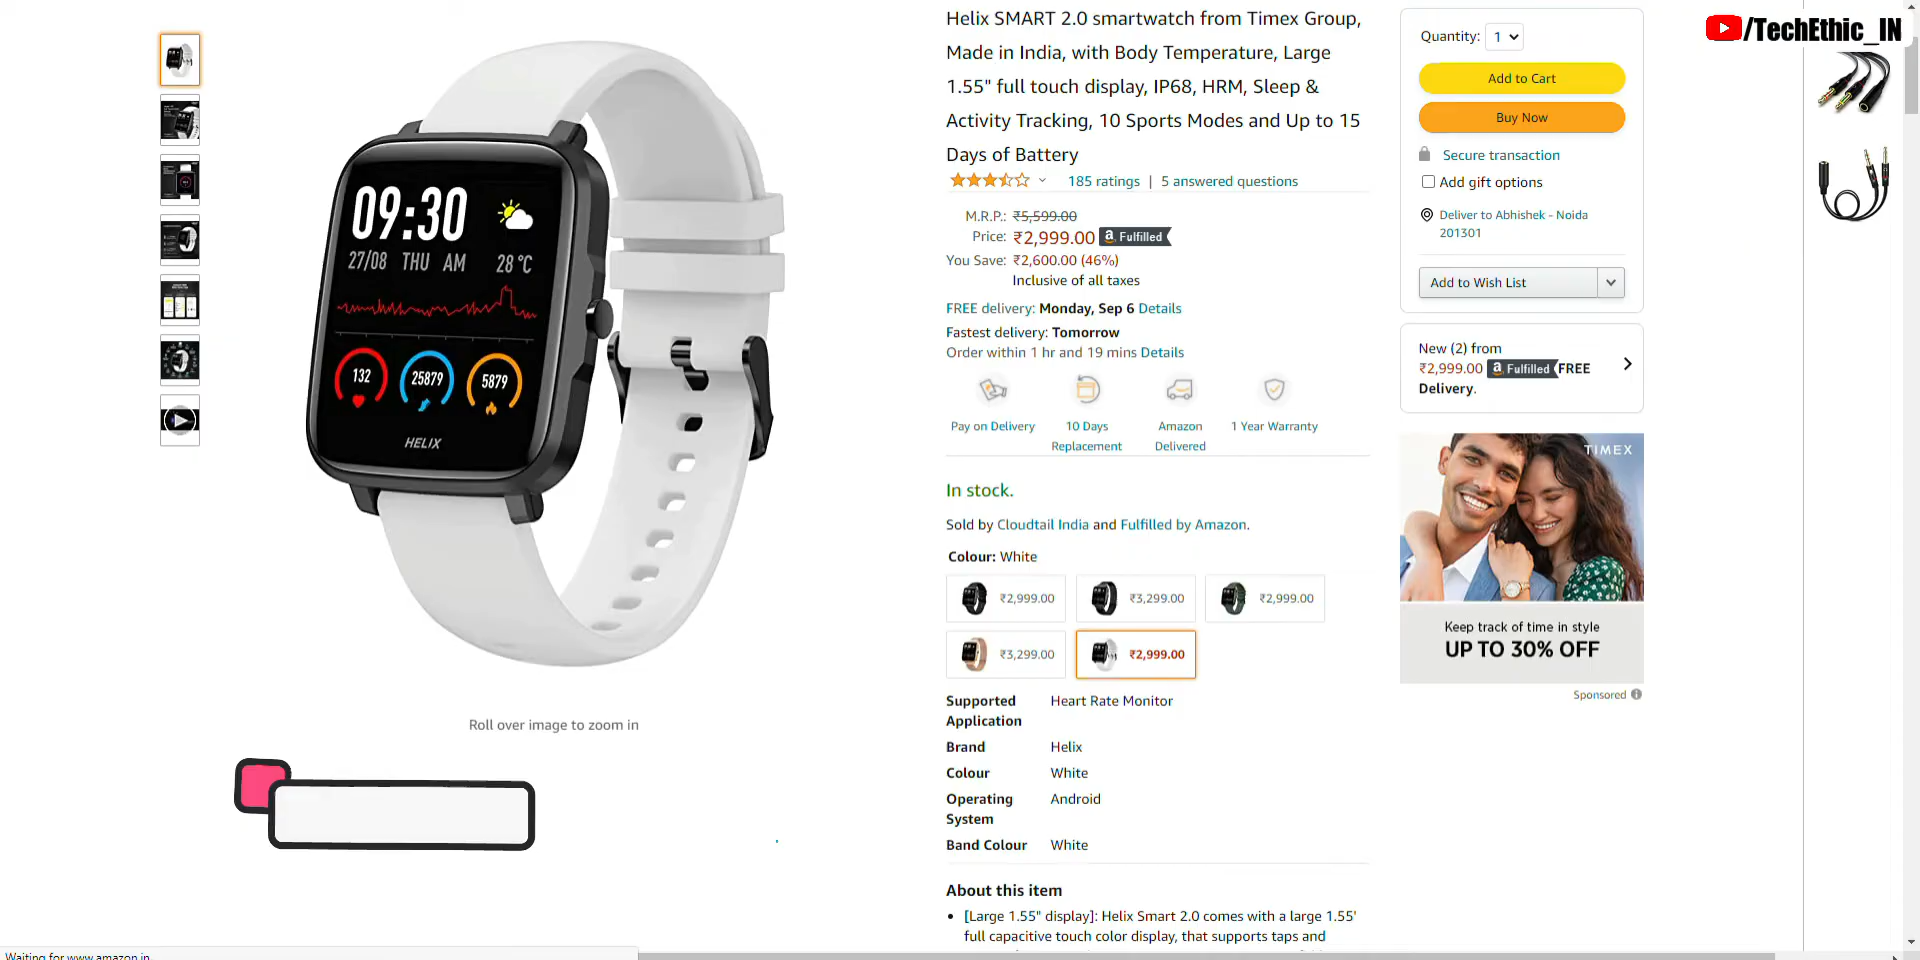 /TechEthic_IN
09:30
27/08 THU AM 28°C
132 25879 5879
HELIX
Roll over image to zoom in
Helix SMART 2.0 smartwatch from Timex Group,
Made in India, with Body Temperature, Large
1.55" full touch display, IP68, HRM, Sleep &
Activity Tracking, 10 Sports Modes and Up to 15
Days of Battery
185 ratings | 5 answered questions
M.R.P.: ₹5,599.00
Price: ₹2,999.00 a Fulfilled
You Save: ₹2,600.00 (46%)
Inclusive of all taxes
FREE delivery: Monday, Sep 6 Details
Fastest delivery: Tomorrow
Order within 1 hr and 19 mins Details
Pay on Delivery
10 Days
Replacement
Amazon
Delivered
1 Year Warranty
In stock.
Sold by Cloudtail India and Fulfilled by Amazon.
Colour: White
₹2,999.00 ₹3,299.00 ₹2,999.00
₹3,299.00 ₹2,999.00
Supported
Application
Heart Rate Monitor
Brand Helix
Colour White
Operating
System
Android
Band Colour White
About this item
• [Large 1.55" display]: Helix Smart 2.0 comes with a large 1.55'
full capacitive touch color display, that supports taps and
Quantity: 1
Add to Cart
Buy Now
Secure transaction
Add gift options
Deliver to Abhishek - Noida
201301
Add to Wish List
New (2) from
₹2,999.00 a Fulfilled FREE
Delivery.
TIMEX
Keep track of time in style
UP TO 30% OFF
Sponsored
Waiting for www.amazon.in